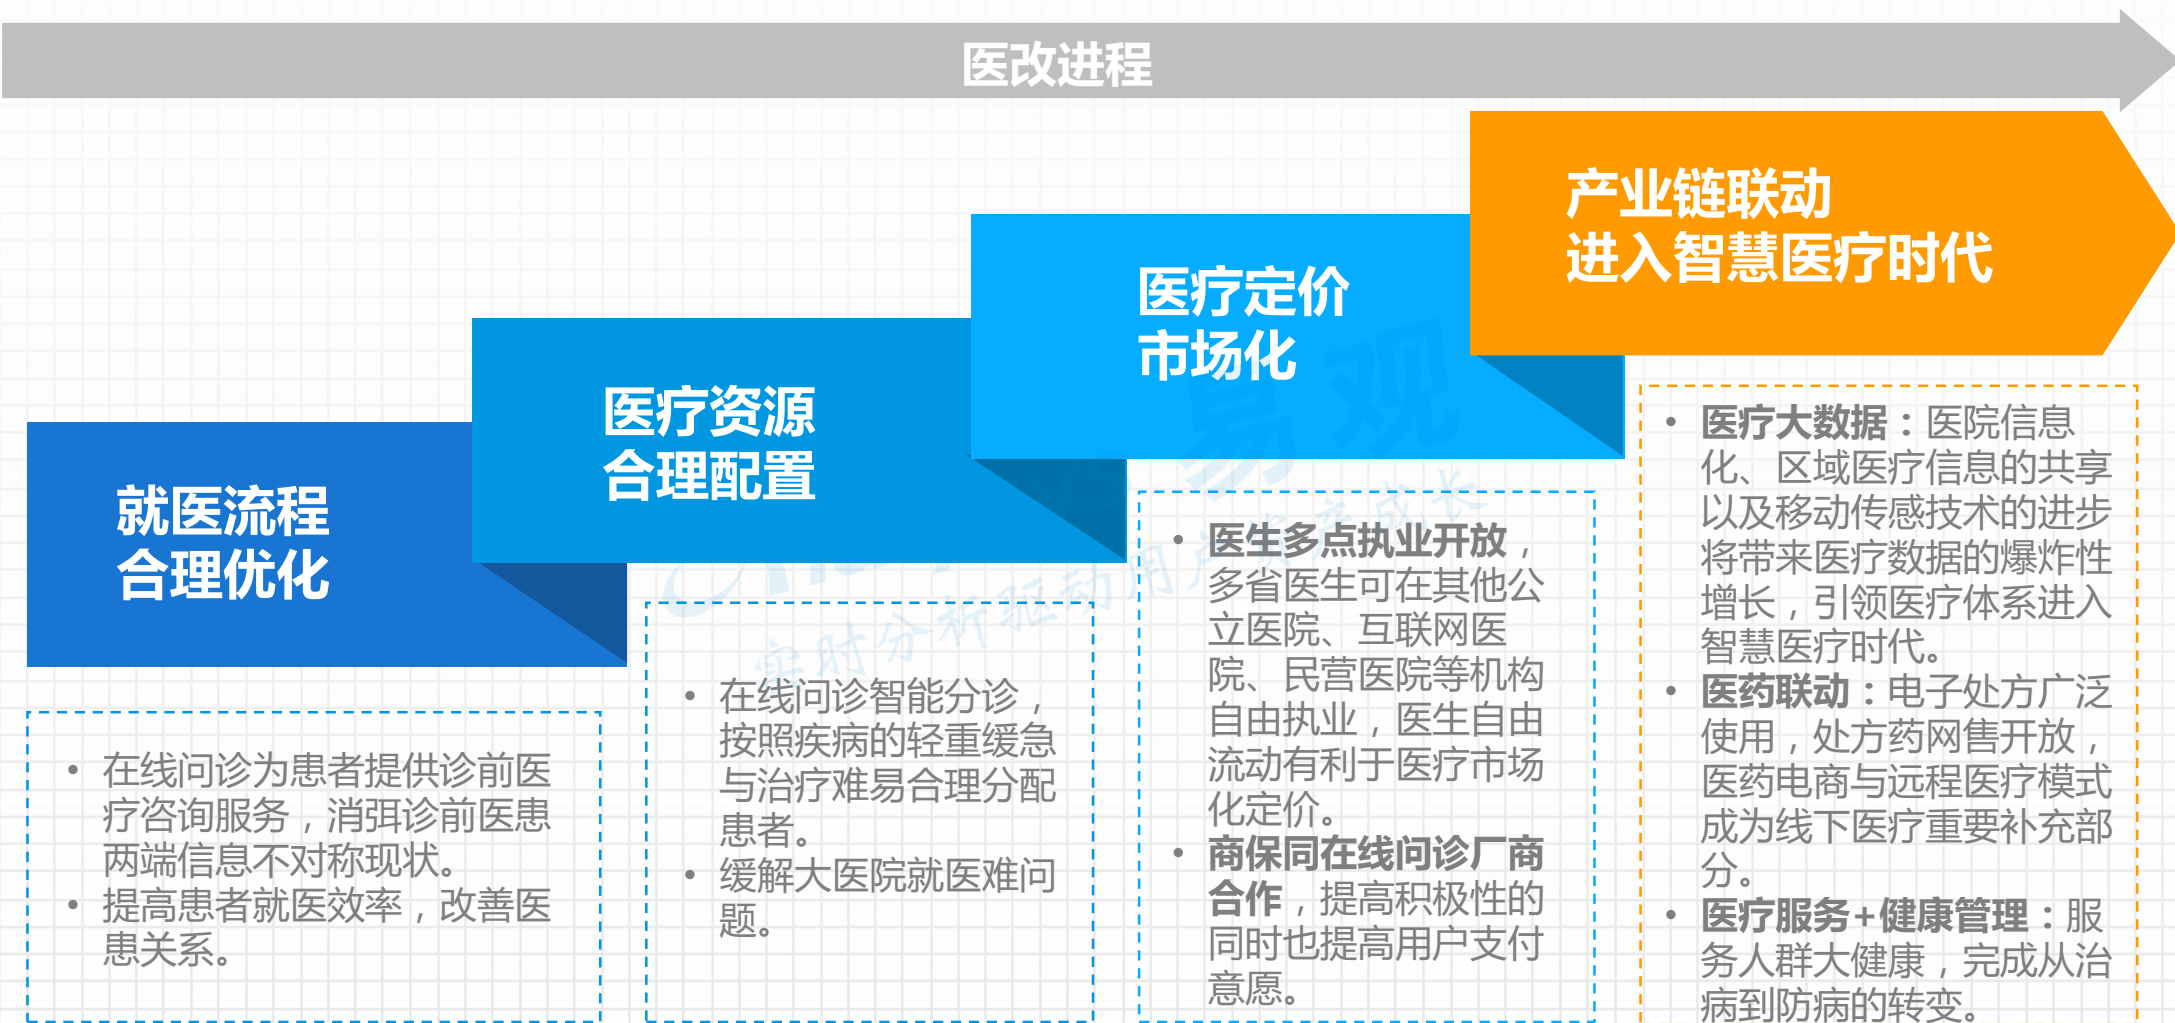 医改进程
产业链联动
进入智慧医疗时代
医疗定价
市场化
医疗资源
合理配置
就医流程
合理优化
• 在线问诊为患者提供诊前医
疗咨询服务，消弭诊前医患
两端信息不对称现状。
• 提高患者就医效率，改善医
患关系。
• 在线问诊智能分诊，
按照疾病的轻重缓急
与治疗难易合理分配
患者。
• 缓解大医院就医难问
题。
• 医生多点执业开放，
多省医生可在其他公
立医院、互联网医
院、民营医院等机构
自由执业，医生自由
流动有利于医疗市场
化定价。
• 商保同在线问诊厂商
合作，提高积极性的
同时也提高用户支付
意愿。
• 医疗大数据：医院信息
化、区域医疗信息的共享
以及移动传感技术的进步
将带来医疗数据的爆炸性
增长，引领医疗体系进入
智慧医疗时代。
• 医药联动：电子处方广泛
使用，处方药网售开放，
医药电商与远程医疗模式
成为线下医疗重要补充部
分。
• 医疗服务+健康管理：服
务人群大健康，完成从治
病到防病的转变。
易观
实时分析驱动用户资产成长